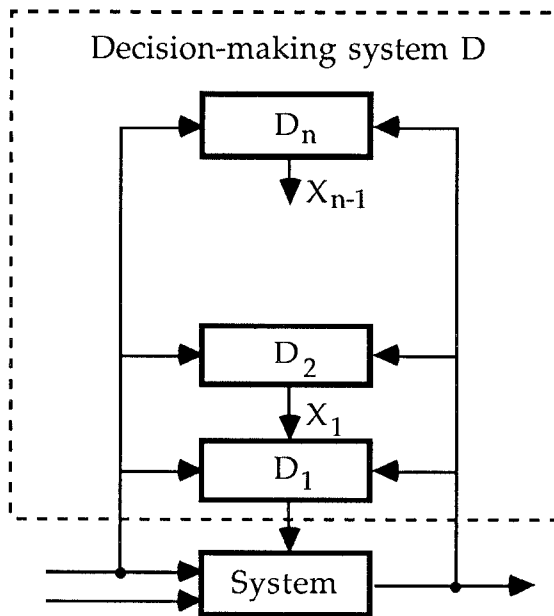 Decision-making system D
Dn
Xn-1
D2
X1
D1
System